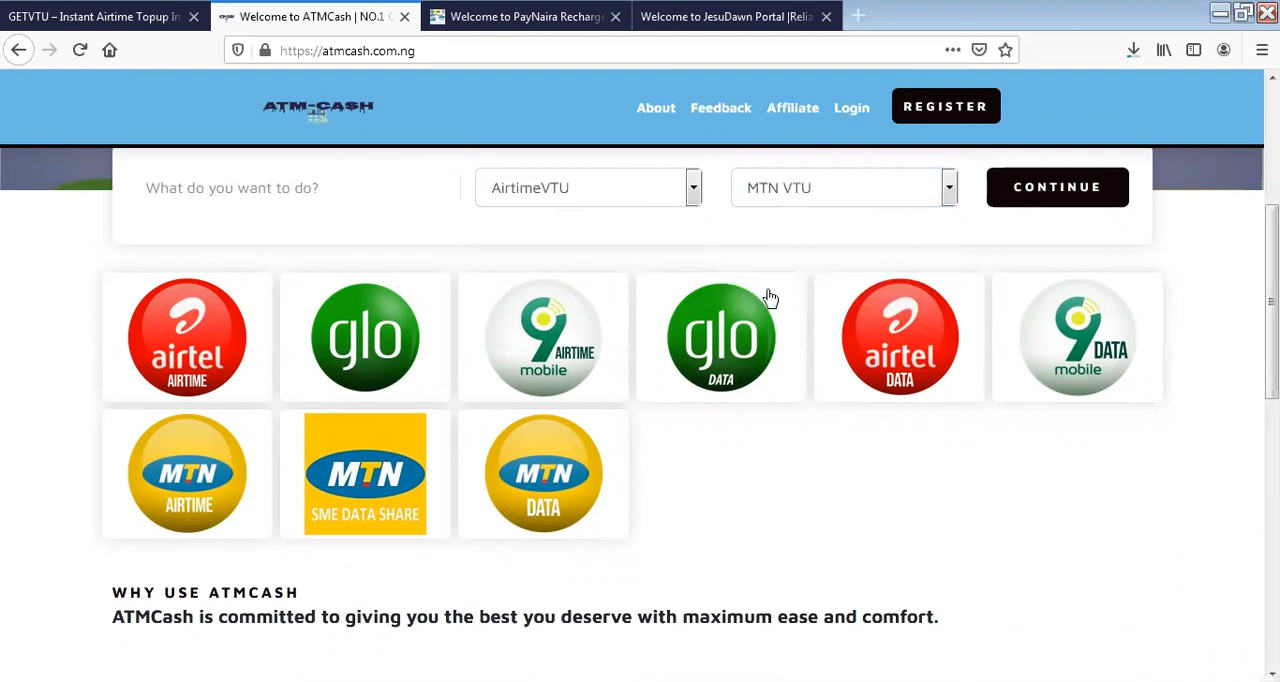 GETVTU – Instant Airtime Topup In
Welcome to ATMCash | NO.1
Welcome to PayNaira Recharge
Welcome to JesuDawn Portal |Relia
https://atmcash.com.ng
ATM-CASH
About Feedback Affiliate Login REGISTER
What do you want to do? AirtimeVTU MTN VTU CONTINUE
airtel AIRTIME
glo
9 mobile AIRTIME
glo DATA
airtel DATA
9 mobile DATA
MTN AIRTIME
MTN SME DATA SHARE
MTN DATA
WHY USE ATMCASH
ATMCash is committed to giving you the best you deserve with maximum ease and comfort.